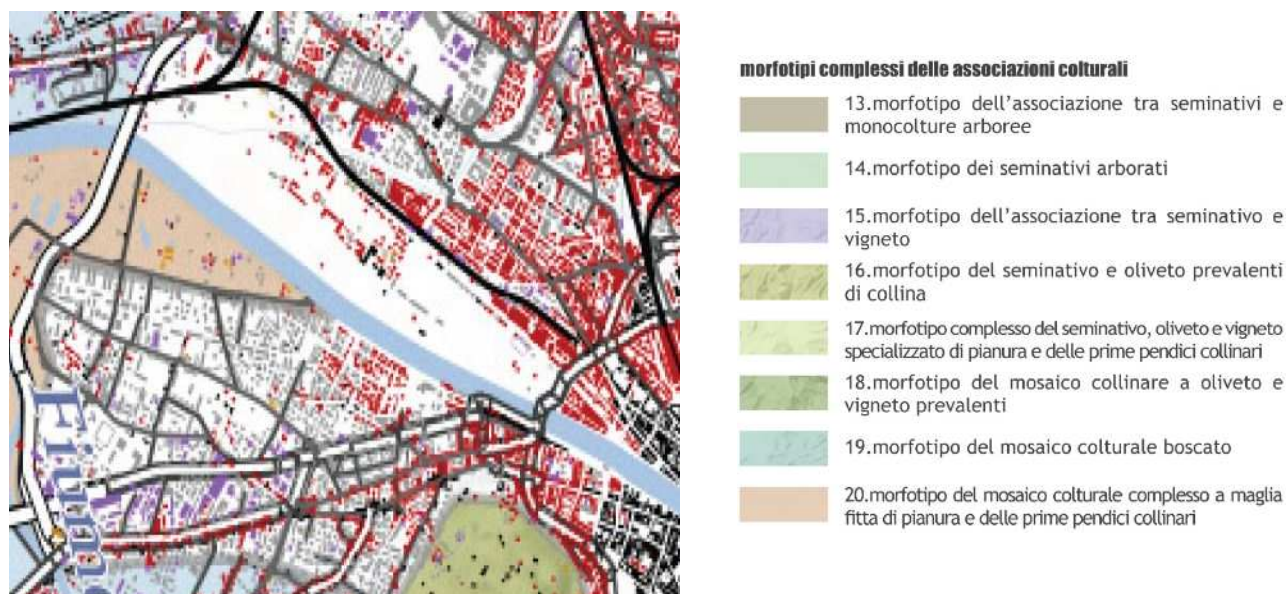 Fiume
morfotipi complessi delle associazioni colturali
13.morfotipo dell'associazione tra seminativi e
monocolture arboree
14.morfotipo dei seminativi arborati
15.morfotipo dell'associazione tra seminativo e
vigneto
16.morfotipo del seminativo e oliveto prevalenti
di collina
17.morfotipo complesso del seminativo, oliveto e vigneto
specializzato di pianura e delle prime pendici collinari
18.morfotipo del mosaico collinare a oliveto e
vigneto prevalenti
19.morfotipo del mosaico colturale boscato
20.morfotipo del mosaico colturale complesso a maglia
fitta di pianura e delle prime pendici collinari